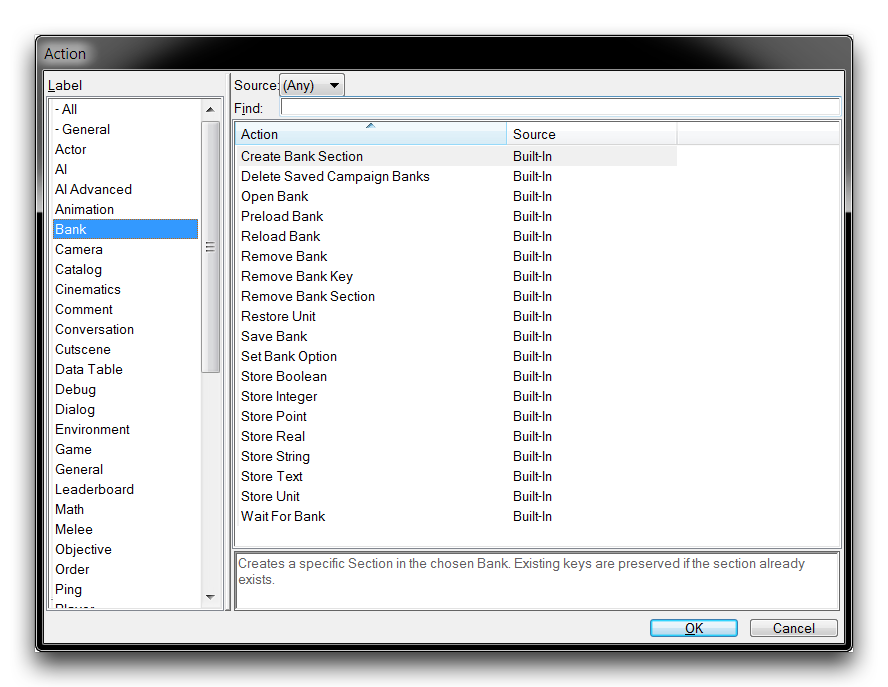 Action
Label
- All
- General
Actor
AI
AI Advanced
Animation
Bank
Camera
Catalog
Cinematics
Comment
Conversation
Cutscene
Data Table
Debug
Dialog
Environment
Game
General
Leaderboard
Math
Melee
Objective
Order
Ping
Source: (Any)
Find:
Action Source
Create Bank Section Built-In
Delete Saved Campaign Banks Built-In
Open Bank Built-In
Preload Bank Built-In
Reload Bank Built-In
Remove Bank Built-In
Remove Bank Key Built-In
Remove Bank Section Built-In
Restore Unit Built-In
Save Bank Built-In
Set Bank Option Built-In
Store Boolean Built-In
Store Integer Built-In
Store Point Built-In
Store Real Built-In
Store String Built-In
Store Text Built-In
Store Unit Built-In
Wait For Bank Built-In
Creates a specific Section in the chosen Bank. Existing keys are preserved if the section already
exists.
OK Cancel